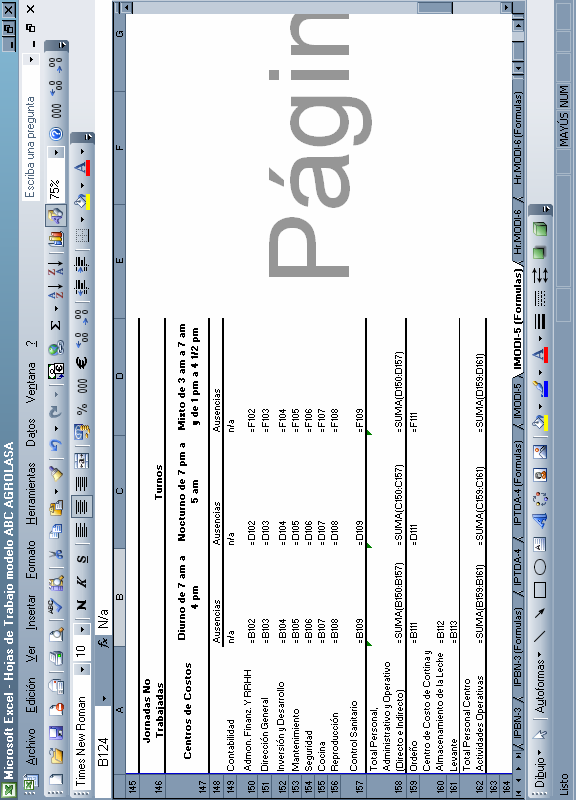 Microsoft Excel - Hojas de Trabajo modelo ABC AGROLASA
Archivo Edición Ver Insertar Formato Herramientas Datos Ventana ? Escriba una pregunta
Σ 75%
Times New Roman 10 N K S % 000 €
B124 fx N/a
A B C D E F G
145 Jornadas No
146 Trabajadas Turnos
147 Centros de Costos Diurno de 7 am a 4 pm Nocturno de 7 pm a 5 am Mixto de 3 am a 7 am y de 1 pm a 4 1/2 pm
148 Ausencias Ausencias Ausencias
149 Contabilidad n/a n/a n/a
150 Admon, Finanz. Y RRHH =B102 =D102 =F102
151 Dirección General =B103 =D103 =F103
152 Inversión y Desarrollo =B104 =D104 =F104
153 Mantenimiento =B105 =D105 =F105
154 Seguridad =B106 =D106 =F106
155 Cocina =B107 =D107 =F107
156 Reproducción =B108 =D108 =F108
157 Control Sanitario =B109 =D109 =F109
Total Personal,
Administrativo y Operativo
158 (Directo e Indirecto) =SUMA(B150:B157) =SUMA(C150:C157) =SUMA(D150:D157)
159 Ordeño =B111 =D111 =F111
Centro de Costo de Cortina y
160 Almacenamiento de la Leche =B112
161 Levante =B113
Total Personal Centro
162 Actividades Operativas =SUMA(B159:B161) =SUMA(C159:C161) =SUMA(D159:D161)
163
164
Págin
IPBN-3 IPBN-3 (Formulas) IPTDA-4 IPTDA-4 (Formulas) IMODI-5 IMODI-5 (Formulas) Hr.MODI-6 Hr.MODI-6 (Formulas)
Dibujo Autoformas
Listo MAYÚS NUM